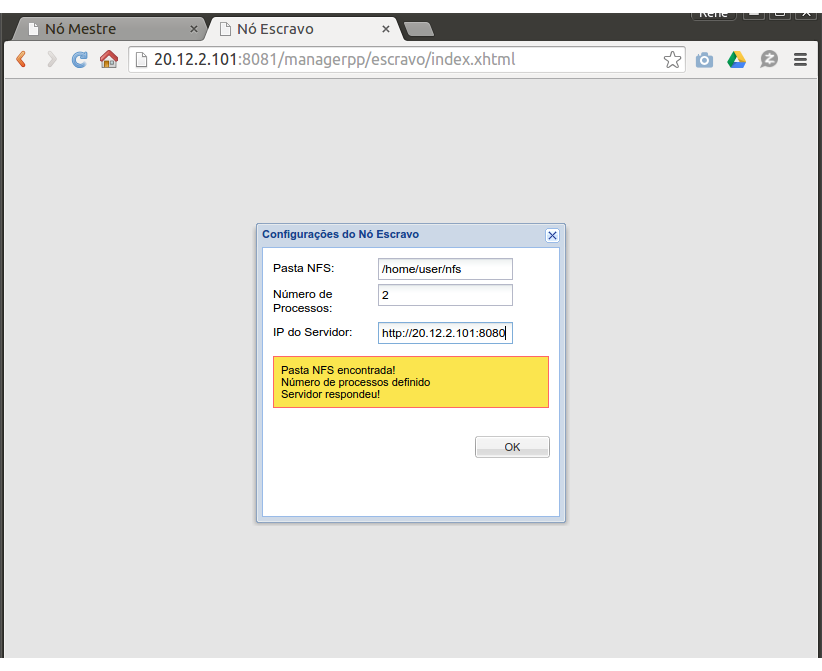 René
Nó Mestre
Nó Escravo
20.12.2.101:8081/managerpp/escravo/index.xhtml
Configurações do Nó Escravo
Pasta NFS:
/home/user/nfs
Número de
Processos:
2
IP do Servidor:
http://20.12.2.101:8080
Pasta NFS encontrada!
Número de processos definido
Servidor respondeu!
OK